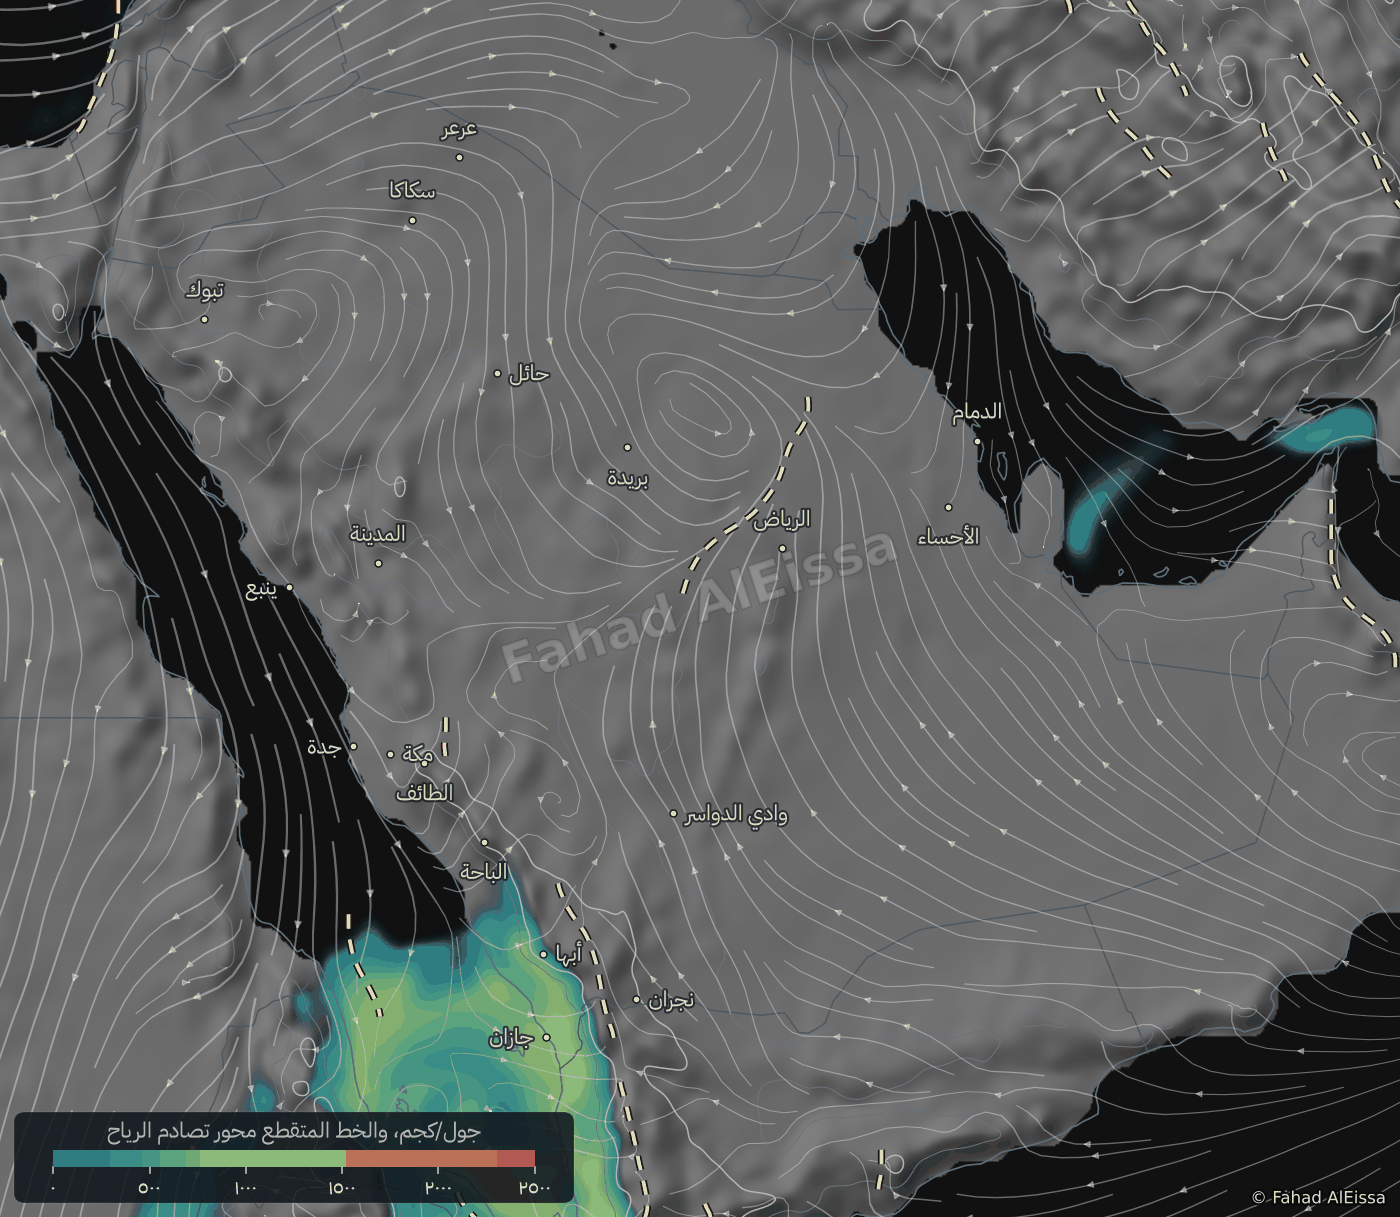 عرعر
سكاكا
تبوك
حائل
الدمام
بريدة
الرياض
الأحساء
المدينة
ينبع
Fahad AlEissa
جدة
مكة
الطائف
وادي الدواسر
الباحة
أبها
نجران
جازان
جول/كجم، والخط المتقطع محور تصادم الرياح
٠ ٥٠٠ ١٠٠٠ ١٥٠٠ ٢٠٠٠ ٢٥٠٠
© Fahad AlEissa